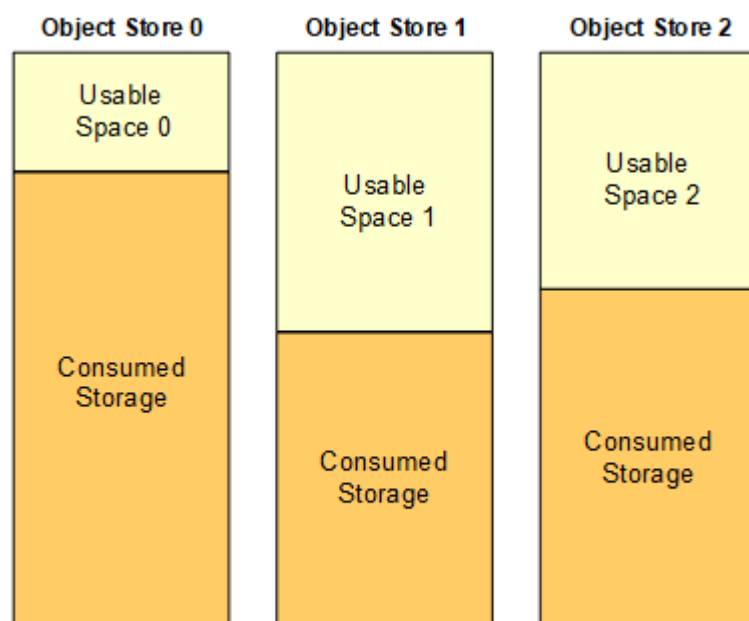 Object Store 0
Object Store 1
Object Store 2
Usable
Space 0
Usable
Space 1
Usable
Space 2
Consumed
Storage
Consumed
Storage
Consumed
Storage